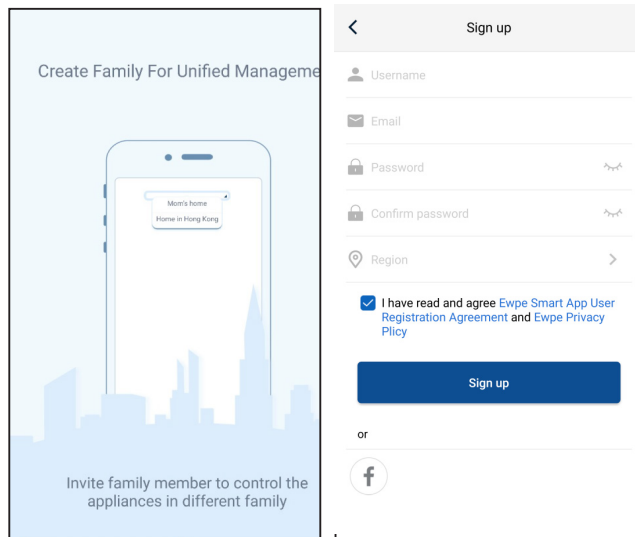 Create Family For Unified Manageme
Mom's home
Home in Hong Kong
Invite family member to control the
appliances in different family
Sign up
Username
Email
Password
Confirm password
Region
I have read and agree Ewpe Smart App User
Registration Agreement and Ewpe Privacy
Plicy
Sign up
or
f